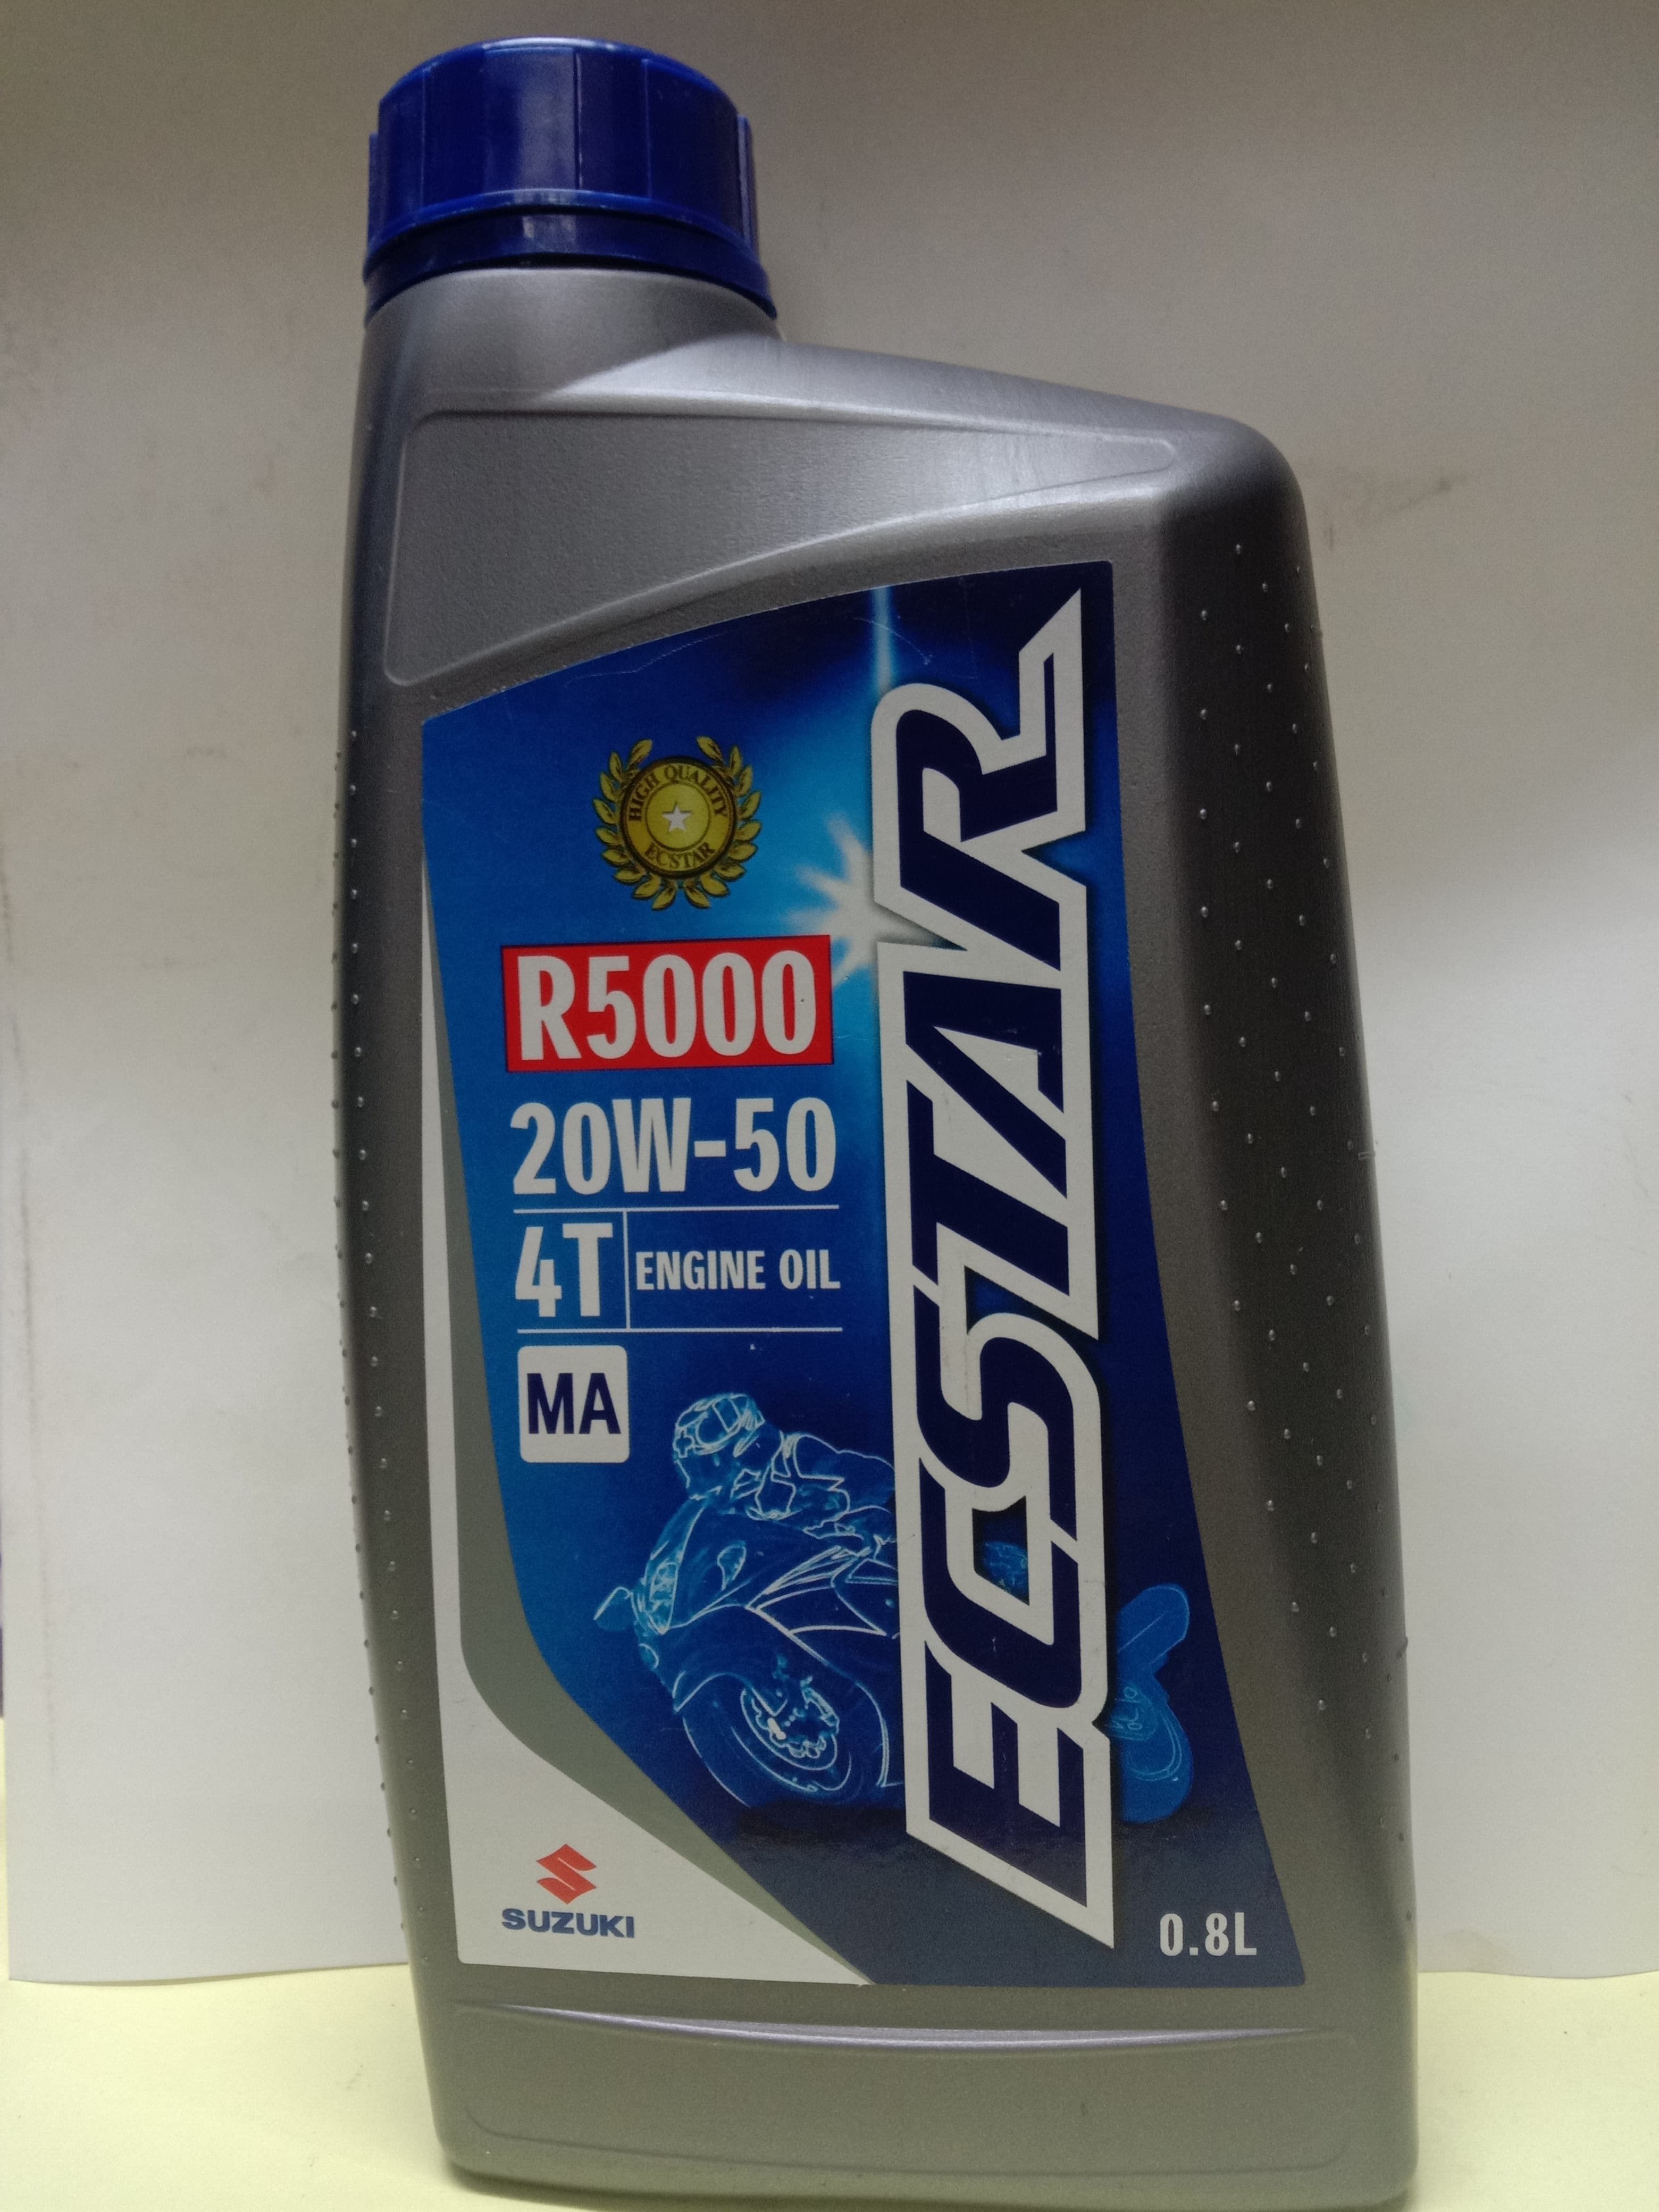 HIGH QUALITY
ECSTAR
R5000
20W-50
4T ENGINE OIL
MA
ECSTAR
SUZUKI
0.8L